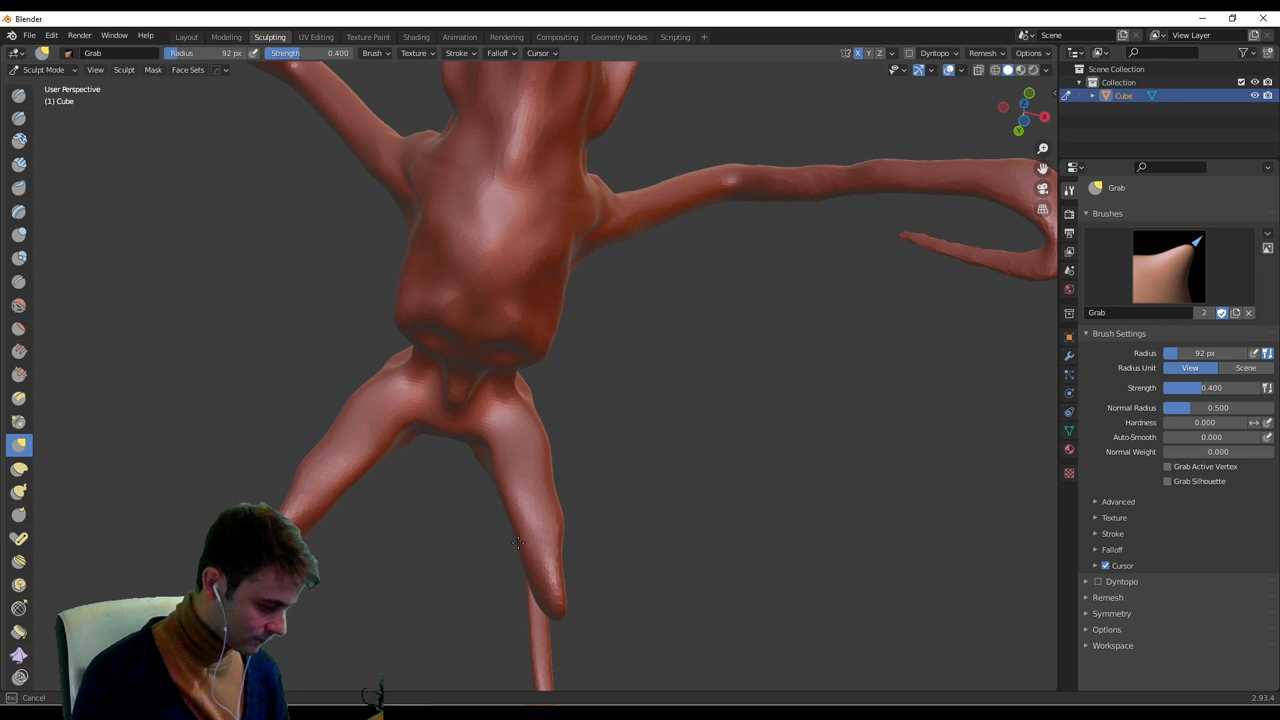 Blender
File Edit Render Window Help Layout Modeling Sculpting UV Editing Texture Paint Shading Animation Rendering Compositing Geometry Nodes Scripting + Scene View Layer
Grab Radius 92 px Strength 0.400 Brush Texture Stroke Falloff Cursor X Y Z Dyntopo Remesh Options
Sculpt Mode View Sculpt Mask Face Sets
Scene Collection
Collection
Cube
User Perspective
(1) Cube
Z
X
Y
Grab
Brushes
Grab 2
Brush Settings
Radius 92 px
Radius Unit View Scene
Strength 0.400
Normal Radius 0.500
Hardness 0.000
Auto-Smooth 0.000
Normal Weight 0.000
Grab Active Vertex
Grab Silhouette
Advanced
Texture
Stroke
Falloff
Cursor
Dyntopo
Remesh
Symmetry
Options
Workspace
Cancel 2.93.4